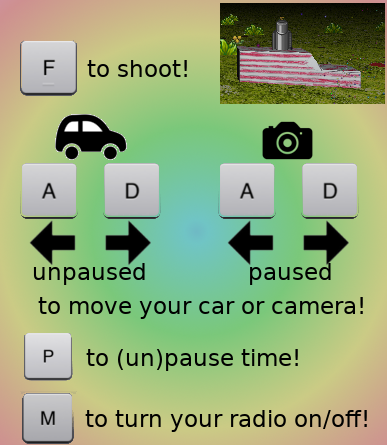 F to shoot!
A D A D
unpaused paused
to move your car or camera!
P to (un)pause time!
M to turn your radio on/off!